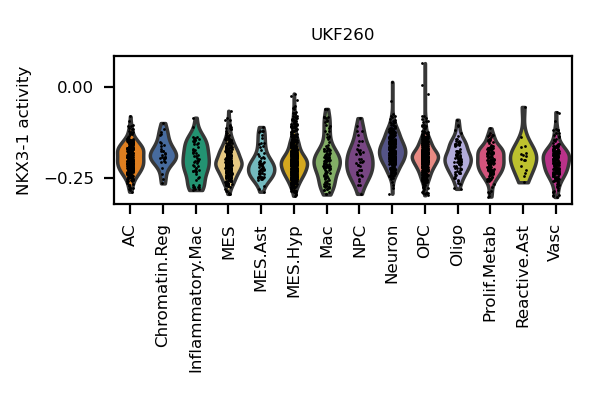 UKF260
NKX3-1 activity
0.00
−0.25
AC
Chromatin.Reg
Inflammatory.Mac
MES
MES.Ast
MES.Hyp
Mac
NPC
Neuron
OPC
Oligo
Prolif.Metab
Reactive.Ast
Vasc